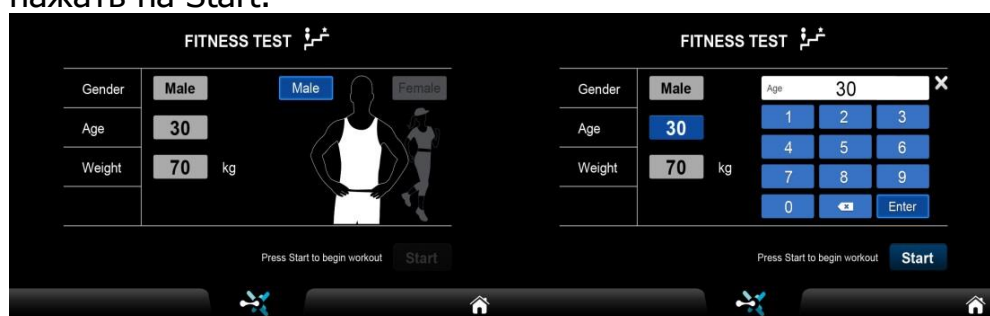 нажать на Start.
FITNESS TEST
Gender Male Male Female
Age 30
Weight 70 kg
Press Start to begin workout Start
FITNESS TEST
Gender Male
Age 30
Weight 70 kg
Age 30
1 2 3
4 5 6
7 8 9
0 Enter
Press Start to begin workout Start